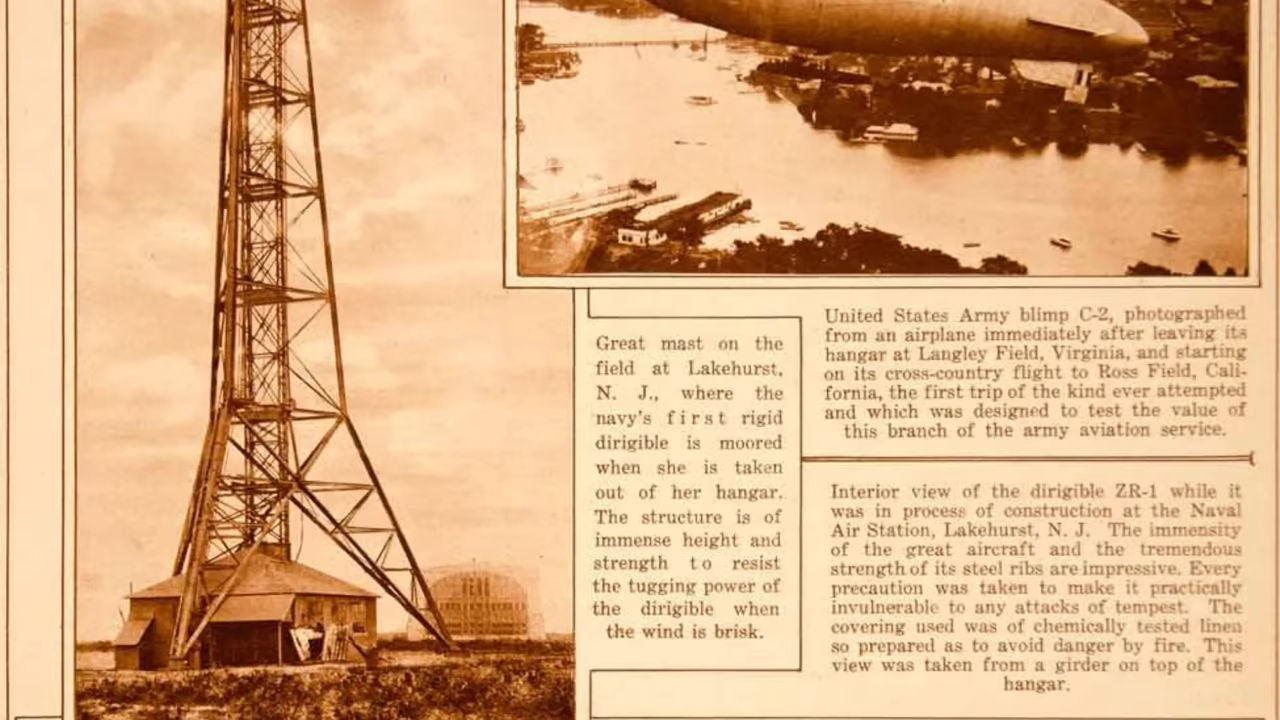 Great mast on the
field at Lakehurst,
N. J., where the
navy's first rigid
dirigible is moored
when she is taken
out of her hangar.
The structure is of
immense height and
strength to resist
the tugging power of
the dirigible when
the wind is brisk.
United States Army blimp C-2, photographed
from an airplane immediately after leaving its
hangar at Langley Field, Virginia, and starting
on its cross-country flight to Ross Field, Cali-
fornia, the first trip of the kind ever attempted
and which was designed to test the value of
this branch of the army aviation service.
Interior view of the dirigible ZR-1 while it
was in process of construction at the Naval
Air Station, Lakehurst, N. J. The immensity
of the great aircraft and the tremendous
strength of its steel ribs are impressive. Every
precaution was taken to make it practically
invulnerable to any attacks of tempest. The
covering used was of chemically tested linen
so prepared as to avoid danger by fire. This
view was taken from a girder on top of the
hangar.